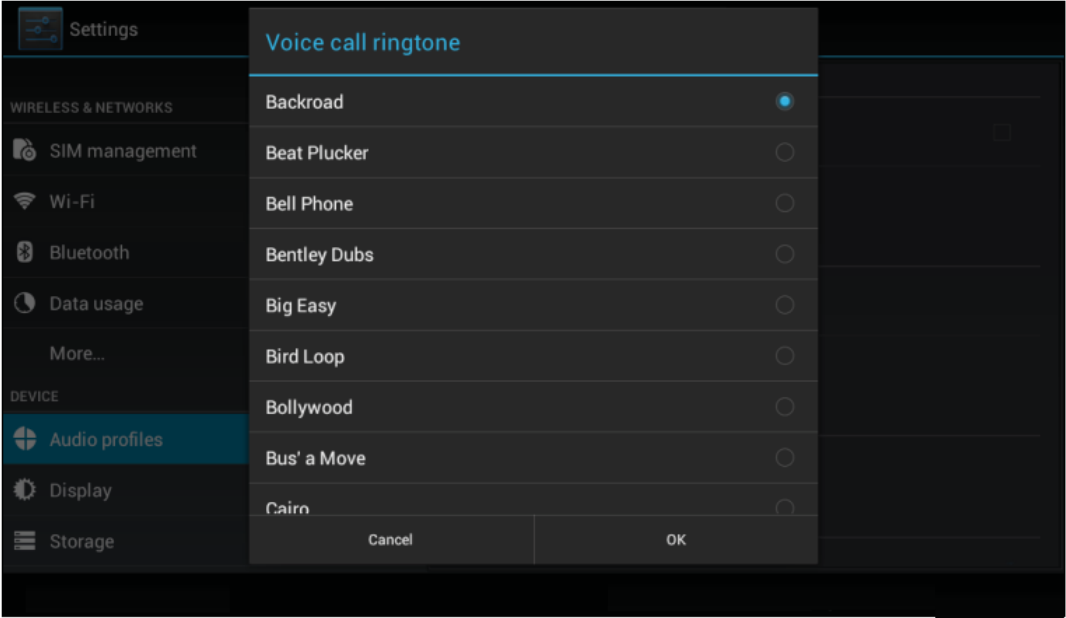 Settings
WIRELESS & NETWORKS
SIM management
Wi-Fi
Bluetooth
Data usage
More...
DEVICE
Audio profiles
Display
Storage
Voice call ringtone
Backroad
Beat Plucker
Bell Phone
Bentley Dubs
Big Easy
Bird Loop
Bollywood
Bus' a Move
Cairo
Cancel
OK